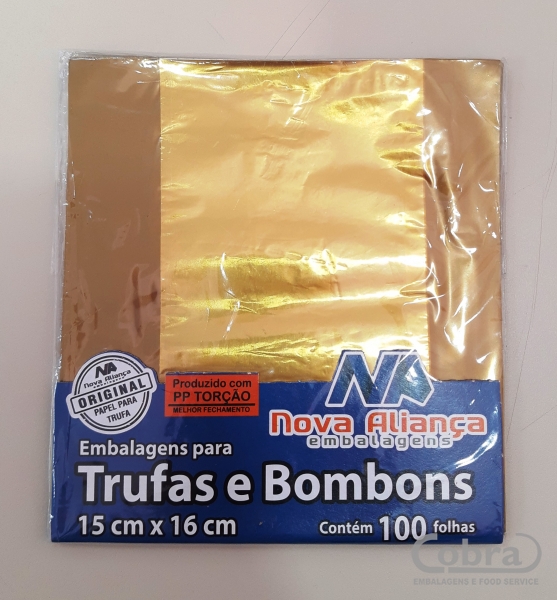 NA
Nova Aliança
embalagens
ORIGINAL
PAPEL PARA
TRUFA
Produzido com
PP TORÇÃO
MELHOR FECHAMENTO
NA
Nova Aliança
embalagens
Embalagens para
Trufas e Bombons
15 cm x 16 cm
Contém 100 folhas
Cobra
EMBALAGENS E FOOD SERVICE